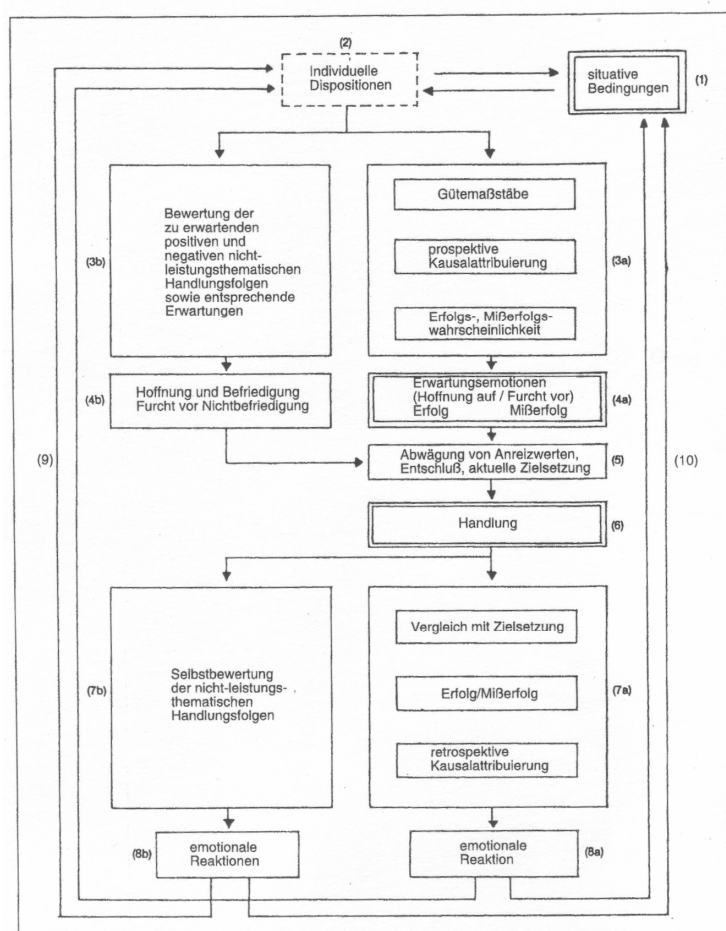 (2)
Individuelle
Dispositionen
situative
Bedingungen
(1)
(3b)
Bewertung der
zu erwartenden
positiven und
negativen nicht-
leistungsthematischen
Handlungsfolgen
sowie entsprechende
Erwartungen
Gütemaßstäbe
prospektive
Kausalattribuierung
(3a)
Erfolgs-, Mißerfolgs-
wahrscheinlichkeit
(4b)
Hoffnung und Befriedigung
Furcht vor Nichtbefriedigung
Erwartungsemotionen
(Hoffnung auf / Furcht vor)
Erfolg Mißerfolg
(4a)
(9)
Abwägung von Anreizwerten,
Entschluß, aktuelle Zielsetzung
(5)
(10)
Handlung
(6)
(7b)
Selbstbewertung
der nicht-leistungs-
thematischen
Handlungsfolgen
Vergleich mit Zielsetzung
Erfolg/Mißerfolg
(7a)
retrospektive
Kausalattribuierung
(8b)
emotionale
Reaktionen
emotionale
Reaktion
(8a)